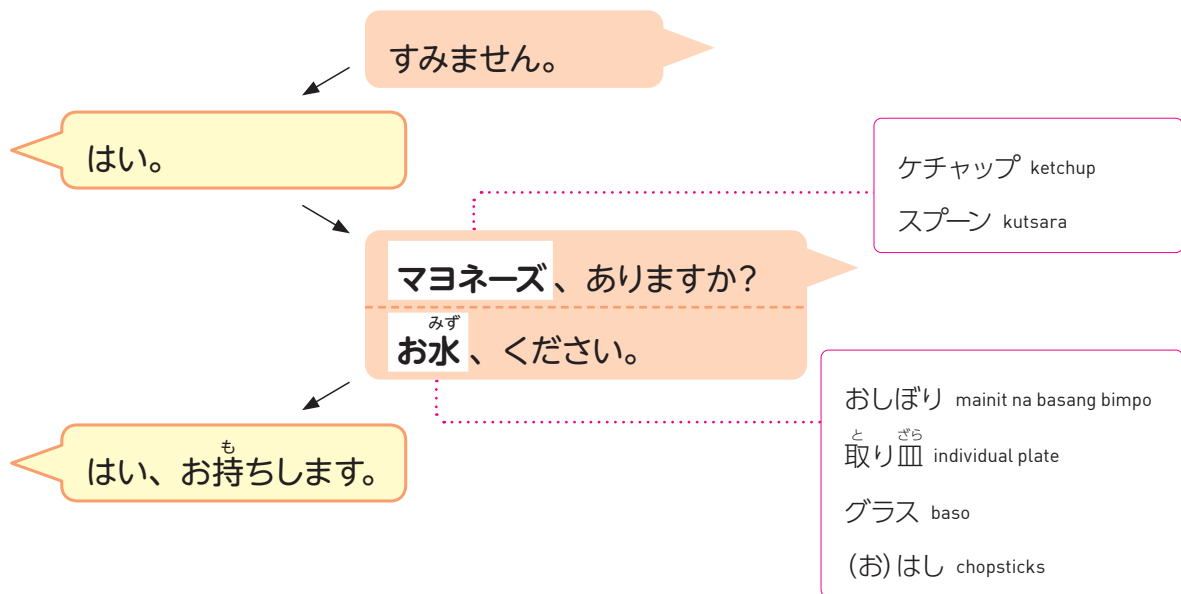 すみません。
はい。
マヨネーズ、ありますか?
お水、ください。
みず
はい、お持ちします。
も
ケチャップ ketchup
スプーン kutsara
おしぼり mainit na basang bimpo
取り皿 individual plate
と ざら
グラス baso
(お)はし chopsticks